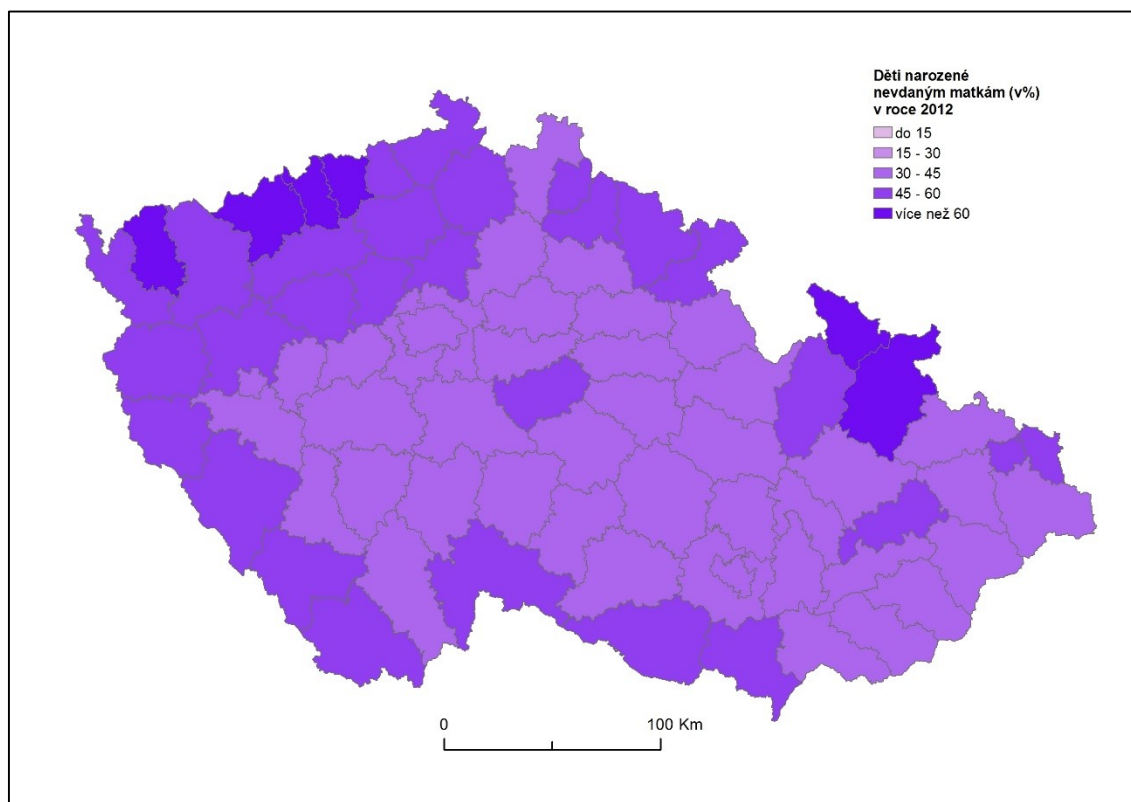 Děti narozené
nevdaným matkám (v%)
v roce 2012
do 15
15 - 30
30 - 45
45 - 60
více než 60
0
100 Km